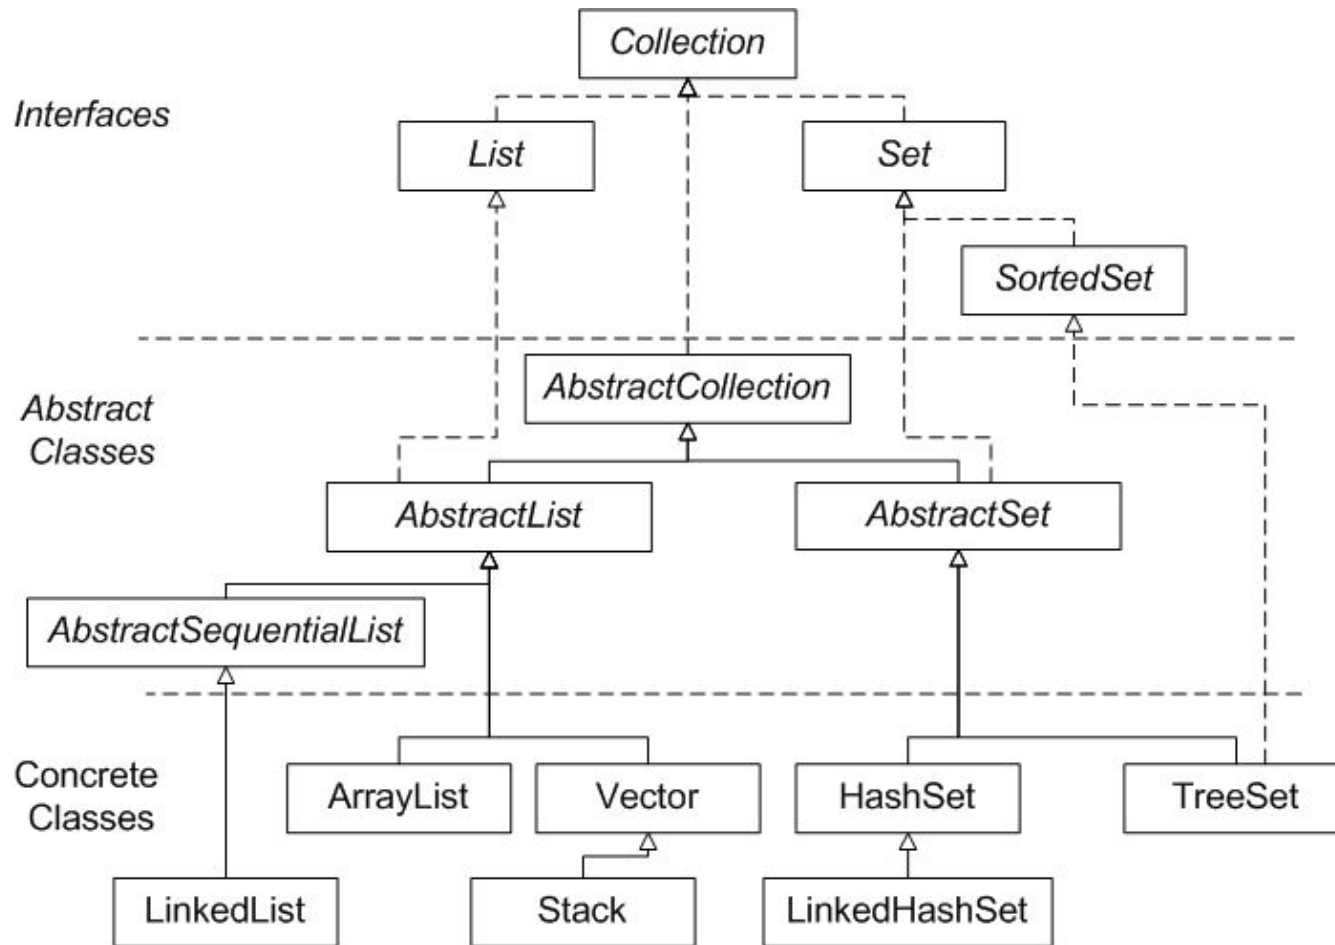 Collection
Interfaces
List
Set
SortedSet
AbstractCollection
Abstract
Classes
AbstractList
AbstractSet
AbstractSequentialList
Concrete
Classes
ArrayList
Vector
HashSet
TreeSet
LinkedList
Stack
LinkedHashSet